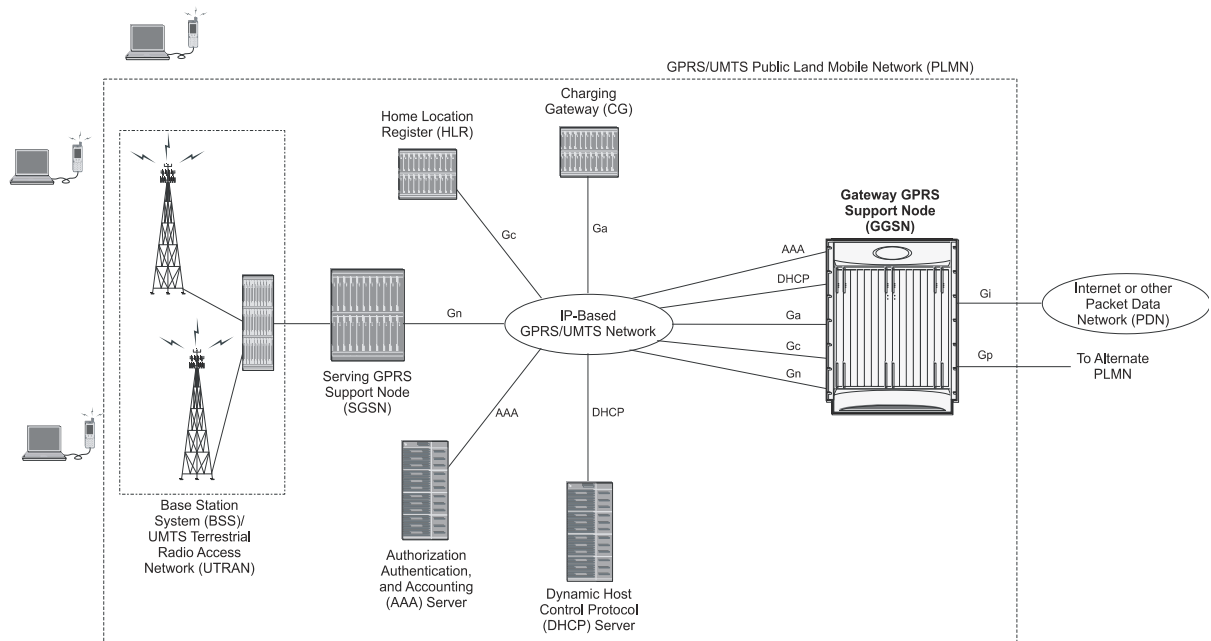 GPRS/UMTS Public Land Mobile Network (PLMN)
Charging
Gateway (CG)
Home Location
Register (HLR)
Gateway GPRS
Support Node
(GGSN)
Gc
Ga
AAA
DHCP
Ga
Gc
Gn
Gi
Internet or other
Packet Data
Network (PDN)
Gp
To Alternate
PLMN
Gn
IP-Based
GPRS/UMTS Network
Serving GPRS
Support Node
(SGSN)
AAA
DHCP
Base Station
System (BSS)/
UMTS Terrestrial
Radio Access
Network (UTRAN)
Authorization
Authentication,
and Accounting
(AAA) Server
Dynamic Host
Control Protocol
(DHCP) Server